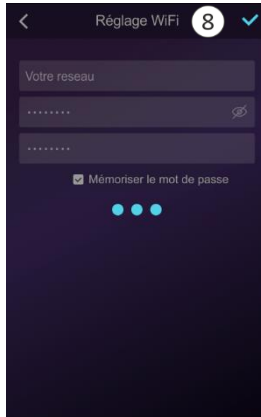 Réglage WiFi 8
Votre reseau
........
........
Mémoriser le mot de passe